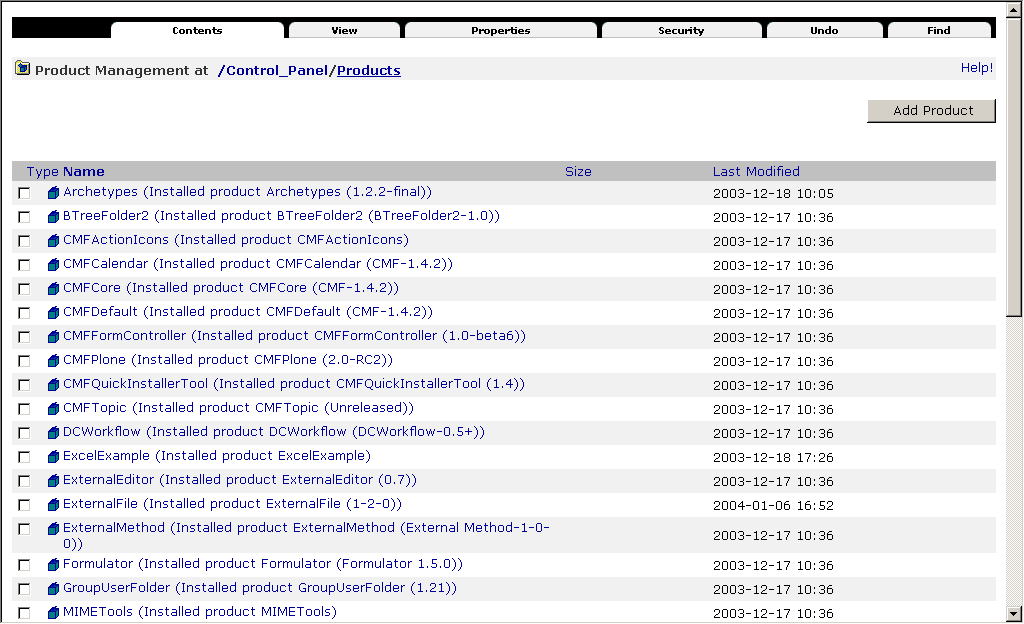 Contents View Properties Security Undo Find
Product Management at /Control_Panel/Products Help!
Add Product
Type Name Size Last Modified
Archetypes (Installed product Archetypes (1.2.2-final)) 2003-12-18 10:05
BTreeFolder2 (Installed product BTreeFolder2 (BTreeFolder2-1.0)) 2003-12-17 10:36
CMFActionIcons (Installed product CMFActionIcons) 2003-12-17 10:36
CMFCalendar (Installed product CMFCalendar (CMF-1.4.2)) 2003-12-17 10:36
CMFCore (Installed product CMFCore (CMF-1.4.2)) 2003-12-17 10:36
CMFDefault (Installed product CMFDefault (CMF-1.4.2)) 2003-12-17 10:36
CMFFormController (Installed product CMFFormController (1.0-beta6)) 2003-12-17 10:36
CMFPlone (Installed product CMFPlone (2.0-RC2)) 2003-12-17 10:36
CMFQuickInstallerTool (Installed product CMFQuickInstallerTool (1.4)) 2003-12-17 10:36
CMFTopic (Installed product CMFTopic (Unreleased)) 2003-12-17 10:36
DCWorkflow (Installed product DCWorkflow (DCWorkflow-0.5+)) 2003-12-17 10:36
ExcelExample (Installed product ExcelExample) 2003-12-18 17:26
ExternalEditor (Installed product ExternalEditor (0.7)) 2003-12-17 10:36
ExternalFile (Installed product ExternalFile (1-2-0)) 2004-01-06 16:52
ExternalMethod (Installed product ExternalMethod (External Method-1-0-
0)) 2003-12-17 10:36
Formulator (Installed product Formulator (Formulator 1.5.0)) 2003-12-17 10:36
GroupUserFolder (Installed product GroupUserFolder (1.21)) 2003-12-17 10:36
MIMETools (Installed product MIMETools) 2003-12-17 10:36